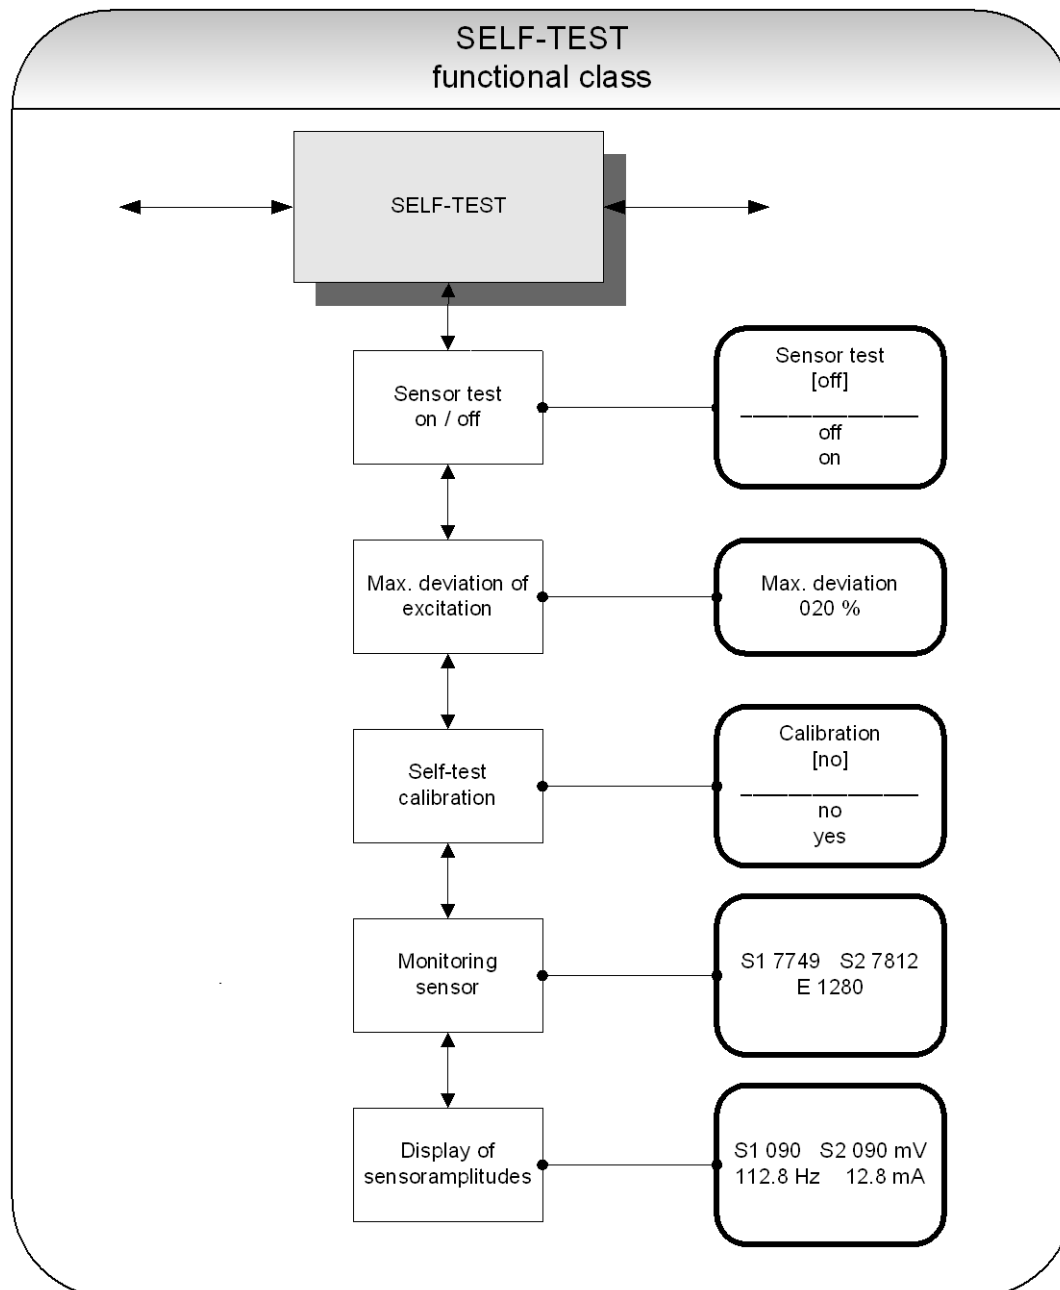 SELF-TEST
functional class
SELF-TEST
Sensor test
on / off
Sensor test
[off]
_______________
off
on
Max. deviation of
excitation
Max. deviation
020 %
Self-test
calibration
Calibration
[no]
_______________
no
yes
Monitoring
sensor
S1 7749 S2 7812
E 1280
Display of
sensoramplitudes
S1 090 S2 090 mV
112.8 Hz 12.8 mA